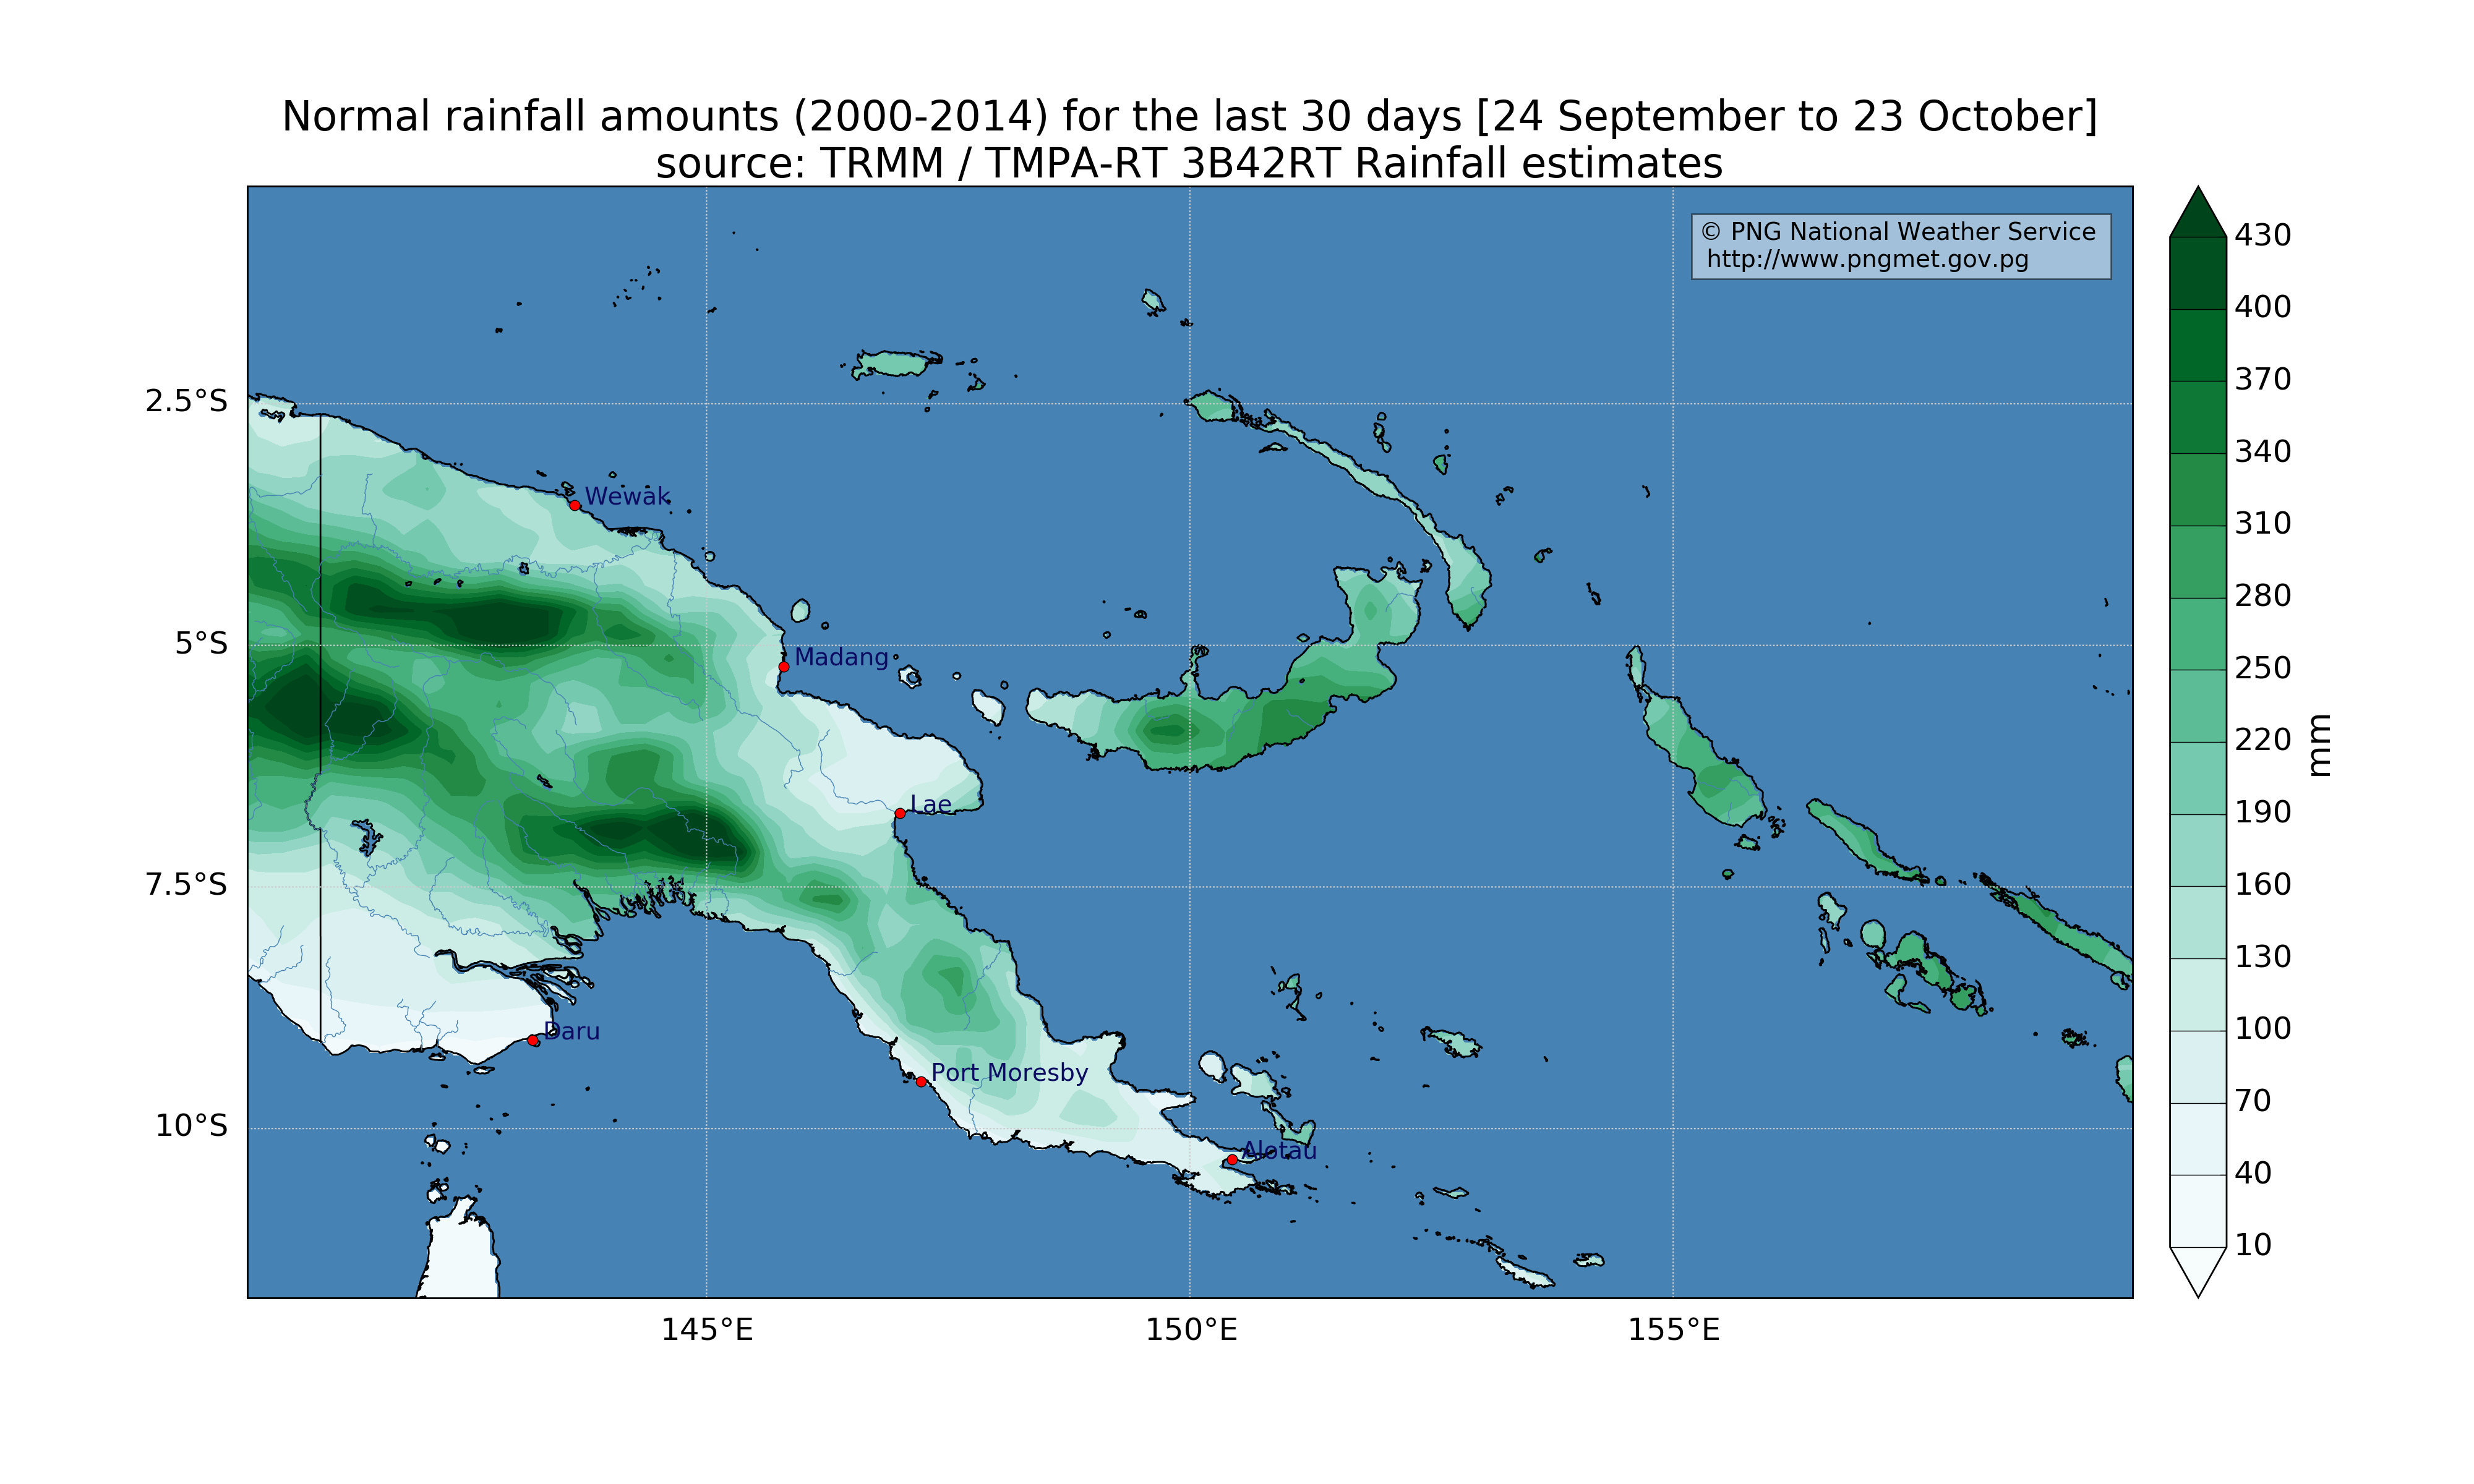 Normal rainfall amounts (2000-2014) for the last 30 days [24 September to 23 October]
source: TRMM / TMPA-RT 3B42RT Rainfall estimates
© PNG National Weather Service
http://www.pngmet.gov.pg
2.5°S
5°S
7.5°S
10°S
145°E
150°E
155°E
Wewak
Madang
Lae
Daru
Port Moresby
Alotau
430
400
370
340
310
280
250
220
190
160
130
100
70
40
10
mm